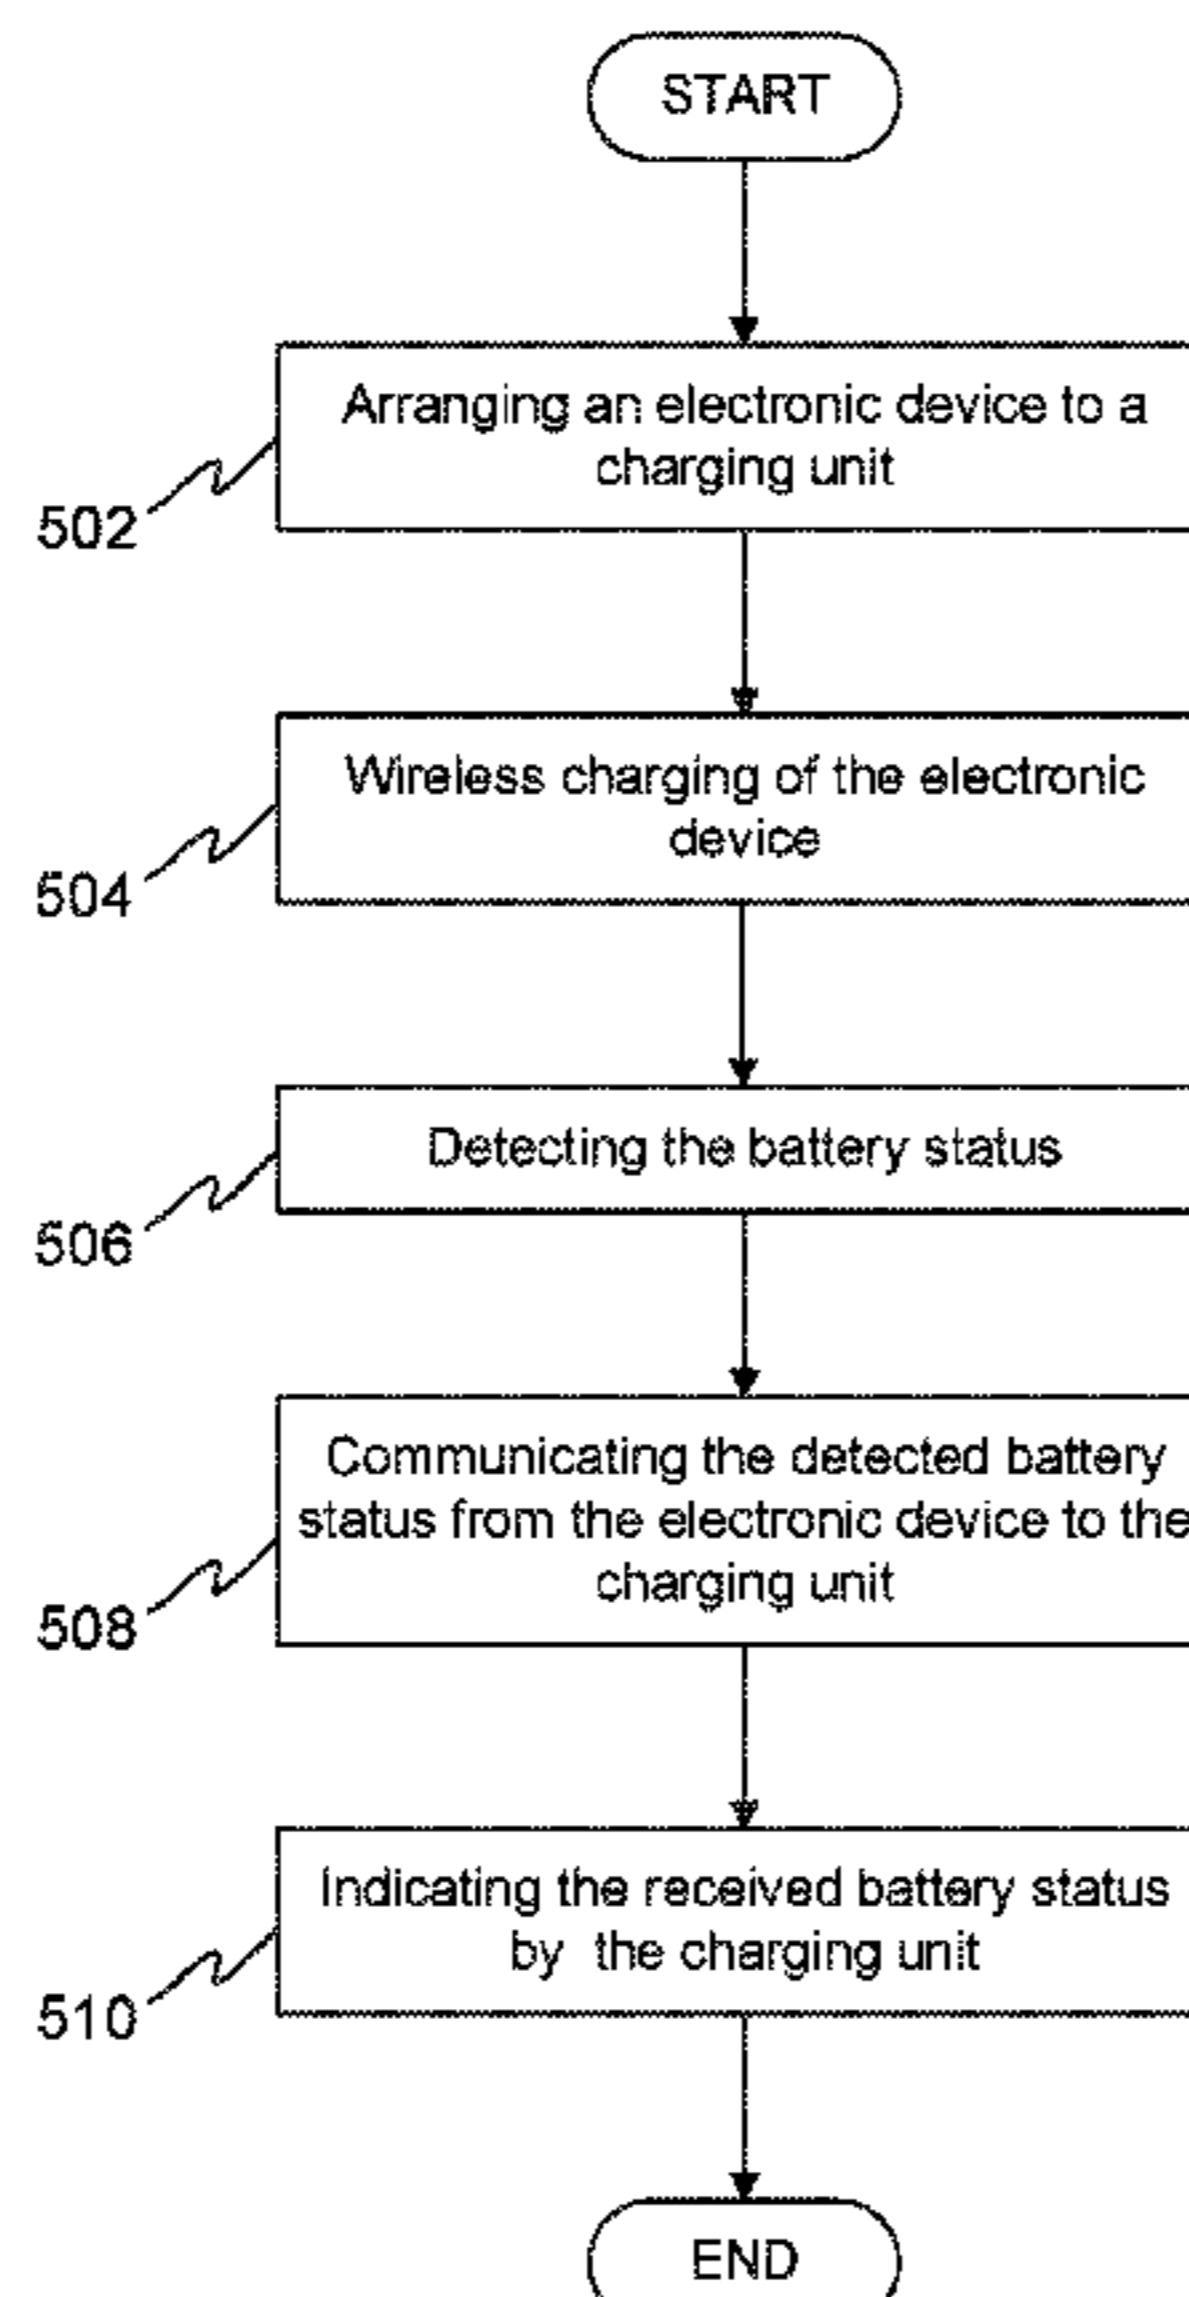 START
Arranging an electronic device to a
charging unit
502
Wireless charging of the electronic
device
504
Detecting the battery status
506
Communicating the detected battery
status from the electronic device to the
charging unit
508
Indicating the received battery status
by the charging unit
510
END